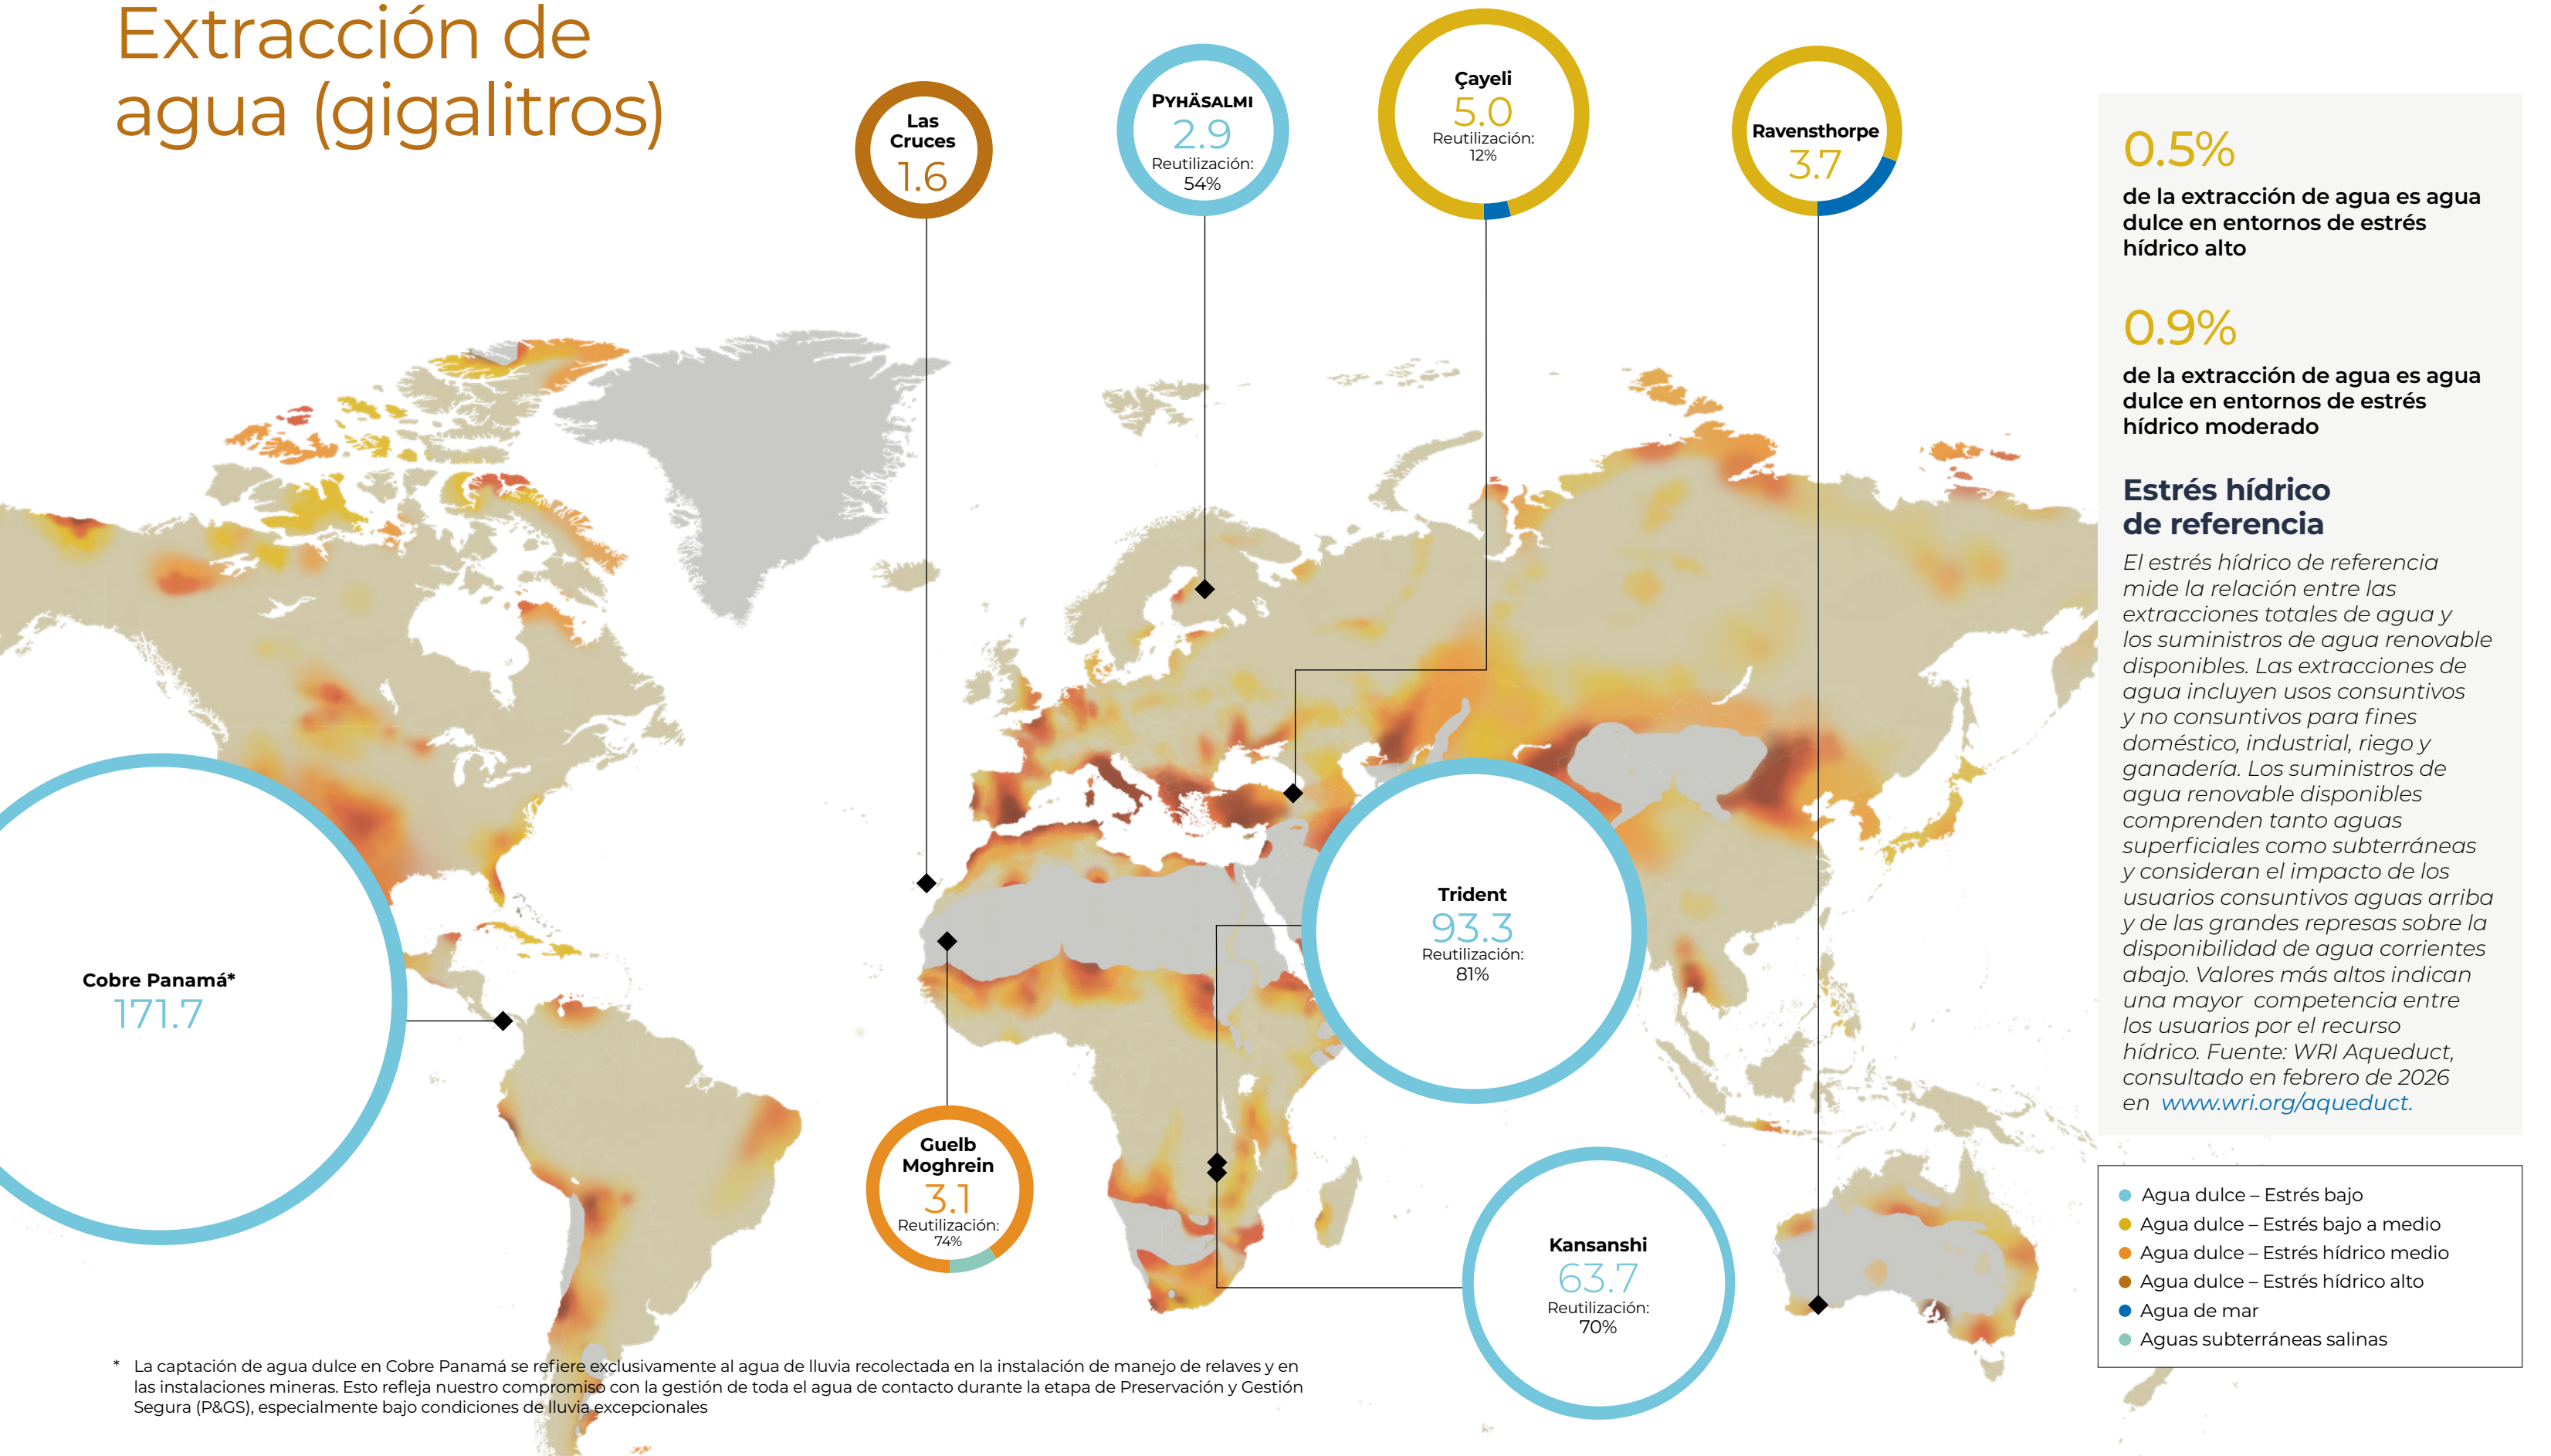 Extracción de
agua (gigalitros)
Las
Cruces
1.6
PYHÄSALMI
2.9
Reutilización:
54%
Çayeli
5.0
Reutilización:
12%
Ravensthorpe
3.7
Cobre Panamá*
171.7
Trident
93.3
Reutilización:
81%
Guelb
Moghrein
3.1
Reutilización:
74%
Kansanshi
63.7
Reutilización:
70%
0.5%
de la extracción de agua es agua
dulce en entornos de estrés
hídrico alto
0.9%
de la extracción de agua es agua
dulce en entornos de estrés
hídrico moderado
Estrés hídrico
de referencia
El estrés hídrico de referencia
mide la relación entre las
extracciones totales de agua y
los suministros de agua renovable
disponibles. Las extracciones de
agua incluyen usos consuntivos
y no consuntivos para fines
doméstico, industrial, riego y
ganadería. Los suministros de
agua renovable disponibles
comprenden tanto aguas
superficiales como subterráneas
y consideran el impacto de los
usuarios consuntivos aguas arriba
y de las grandes represas sobre la
disponibilidad de agua corrientes
abajo. Valores más altos indican
una mayor competencia entre
los usuarios por el recurso
hídrico. Fuente: WRI Aqueduct,
consultado en febrero de 2026
en www.wri.org/aqueduct.
Agua dulce – Estrés bajo
Agua dulce – Estrés bajo a medio
Agua dulce – Estrés hídrico medio
Agua dulce – Estrés hídrico alto
Agua de mar
Aguas subterráneas salinas
* La captación de agua dulce en Cobre Panamá se refiere exclusivamente al agua de lluvia recolectada en la instalación de manejo de relaves y en
las instalaciones mineras. Esto refleja nuestro compromiso con la gestión de toda el agua de contacto durante la etapa de Preservación y Gestión
Segura (P&GS), especialmente bajo condiciones de lluvia excepcionales